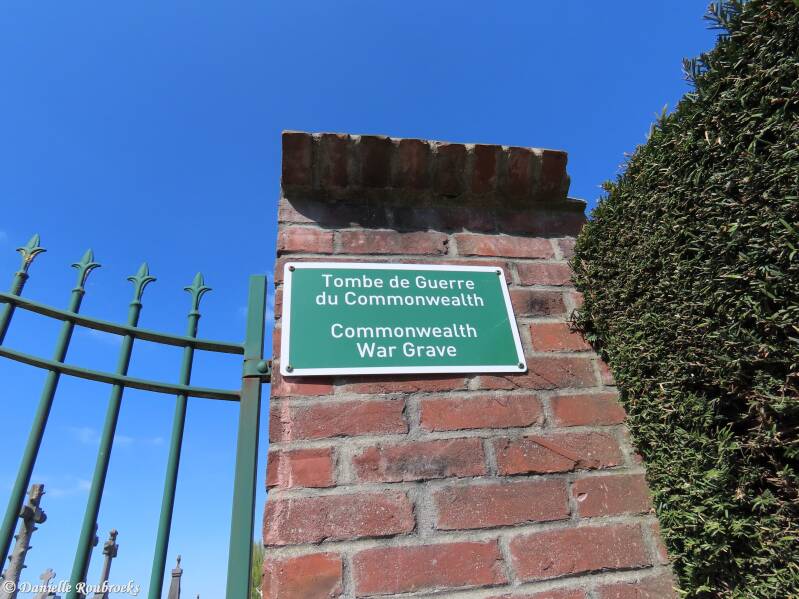 Tombe de Guerre
du Commonwealth
Commonwealth
War Grave
©Danielle Roubroeks